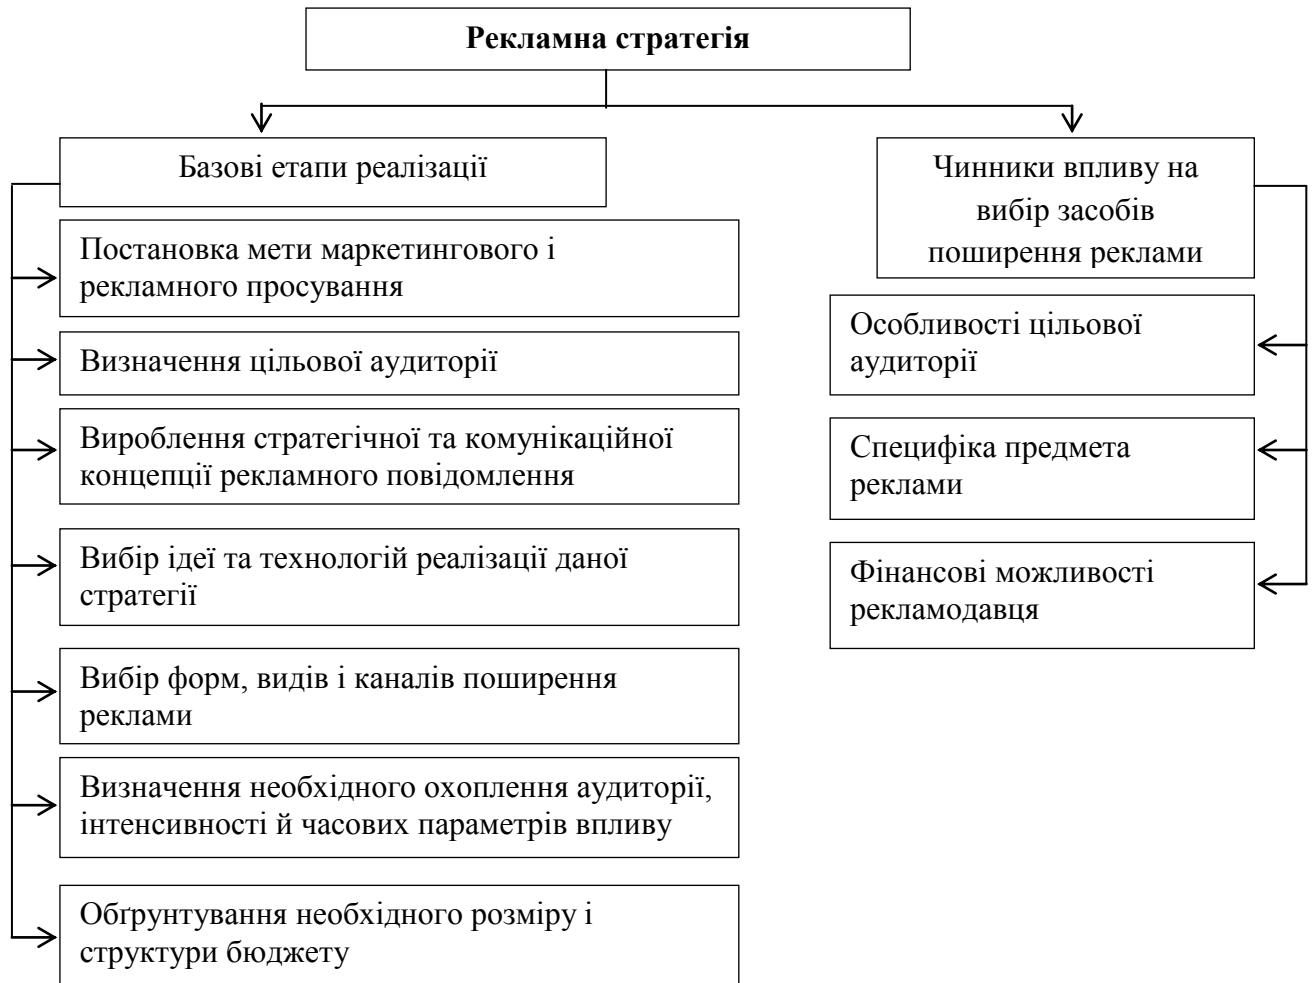 Рекламна стратегія
Базові етапи реалізації
Постановка мети маркетингового і
рекламного просування
Визначення цільової аудиторії
Вироблення стратегічної та комунікаційної
концепції рекламного повідомлення
Вибір ідеї та технологій реалізації даної
стратегії
Вибір форм, видів і каналів поширення
реклами
Визначення необхідного охоплення аудиторії,
інтенсивності й часових параметрів впливу
Обґрунтування необхідного розміру і
структури бюджету
Чинники впливу на
вибір засобів
поширення реклами
Особливості цільової
аудиторії
Специфіка предмета
реклами
Фінансові можливості
рекламодавця